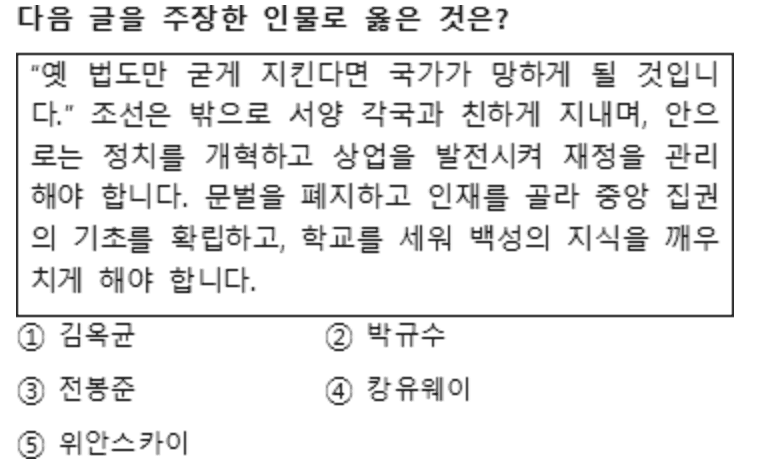 다음 글을 주장한 인물로 옳은 것은?
"옛 법도만 굳게 지킨다면 국가가 망하게 될 것입니
다." 조선은 밖으로 서양 각국과 친하게 지내며, 안으
로는 정치를 개혁하고 상업을 발전시켜 재정을 관리
해야 합니다. 문벌을 폐지하고 인재를 골라 중앙 집권
의 기초를 확립하고, 학교를 세워 백성의 지식을 깨우
치게 해야 합니다.
① 김옥균 ② 박규수
③ 전봉준 ④ 캉유웨이
⑤ 위안스카이